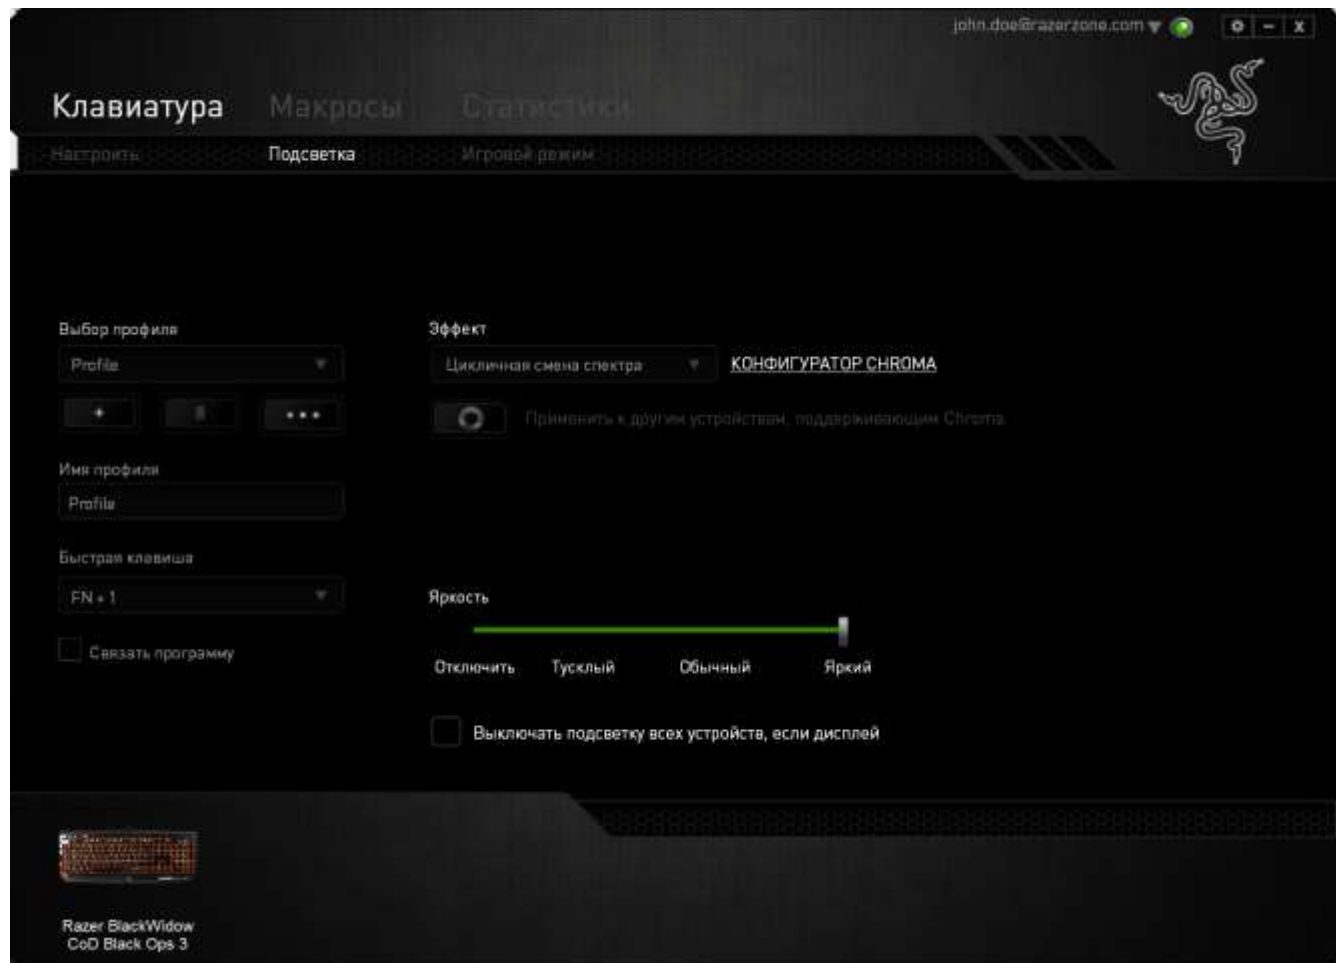 john.doe@razerzone.com
Клавиатура Макросы Статистики
Настроить Подсветка Игровой режим
Выбор профиля
Profile
Имя профиля
Profile
Быстрая клавиша
FN + 1
Связать программу
Эффект
Цикличная смена спектра КОНФИГУРАТОР CHROMA
Применить к другим устройствам, поддерживающим Chroma
Яркость
Отключить Тусклый Обычный Яркий
Выключать подсветку всех устройств, если дисплей
Razer BlackWidow
CoD Black Ops 3